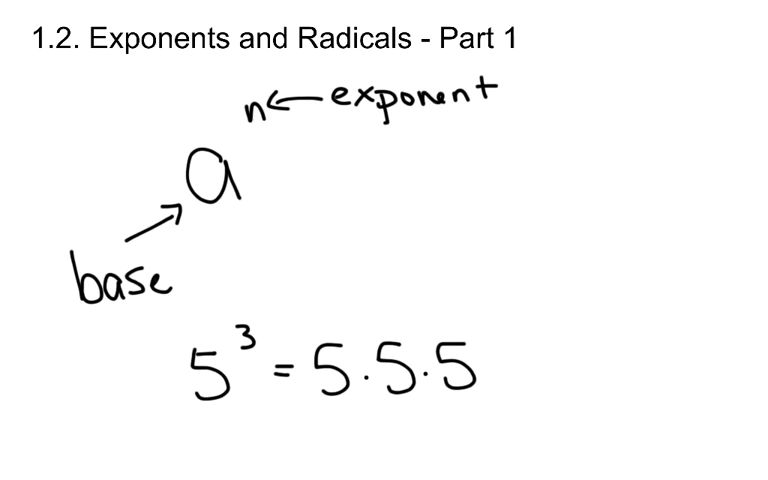 1.2. Exponents and Radicals - Part 1
n ← exponent
a
base
5³ = 5 · 5 · 5